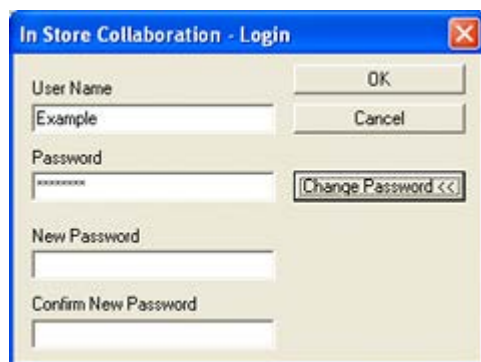 In Store Collaboration - Login
User Name
OK
Example
Cancel
Password
********
Change Password <<
New Password
Confirm New Password